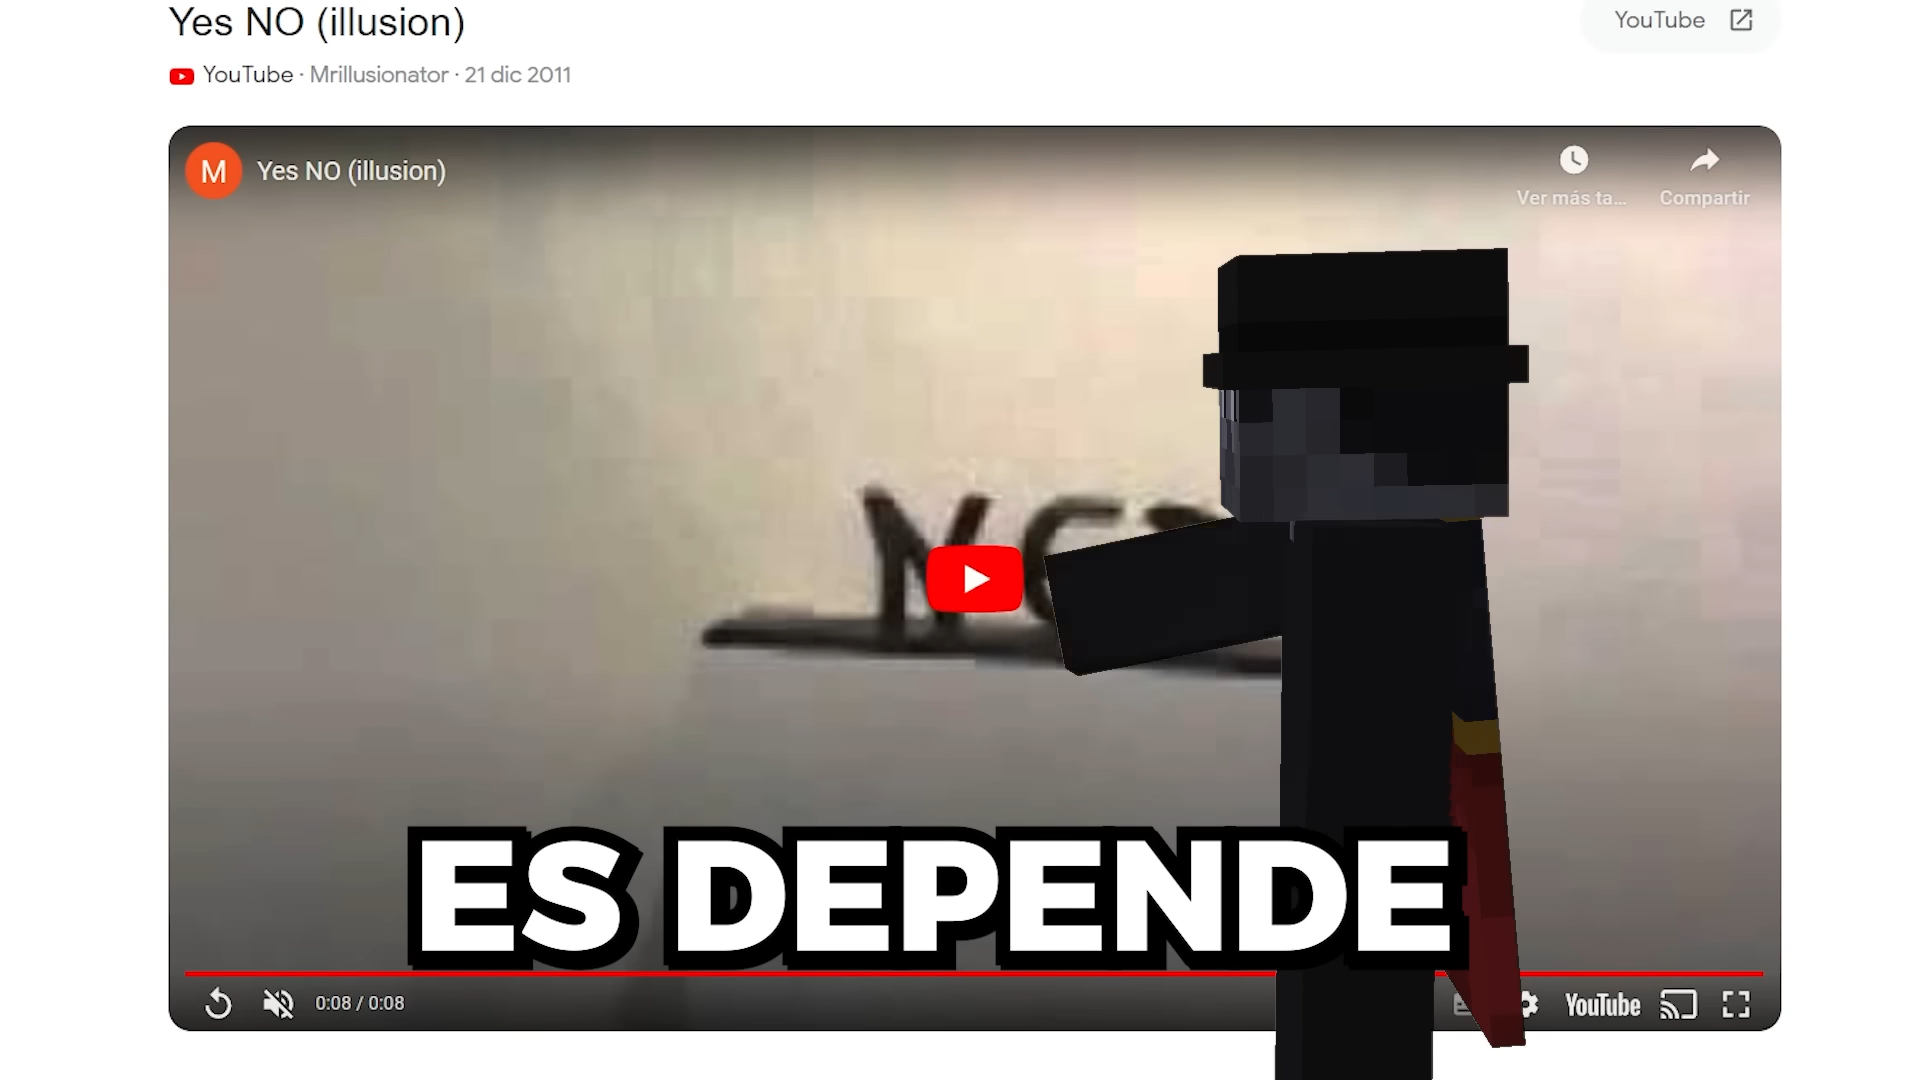 Yes NO (illusion)
YouTube
YouTube · Mrillusionator · 21 dic 2011
M
Yes NO (illusion)
Ver más ta...
Compartir
ES DEPENDE
0:08 / 0:08
YouTube